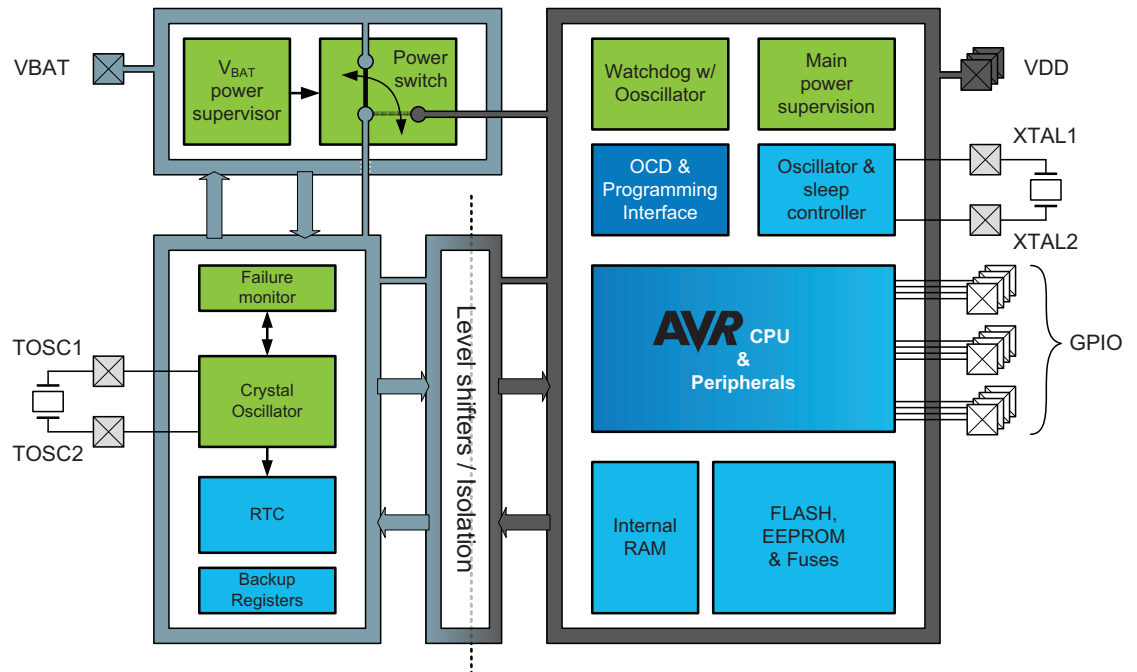 VBAT
VBAT
power
supervisor
Power
switch
Watchdog w/
Ooscillator
Main
power
supervision
VDD
OCD &
Programming
Interface
Oscillator &
sleep
controller
XTAL1
XTAL2
Failure
monitor
TOSC1
Crystal
Oscillator
TOSC2
RTC
Backup
Registers
Level shifters / Isolation
AVR CPU
&
Peripherals
GPIO
Internal
RAM
FLASH,
EEPROM
& Fuses